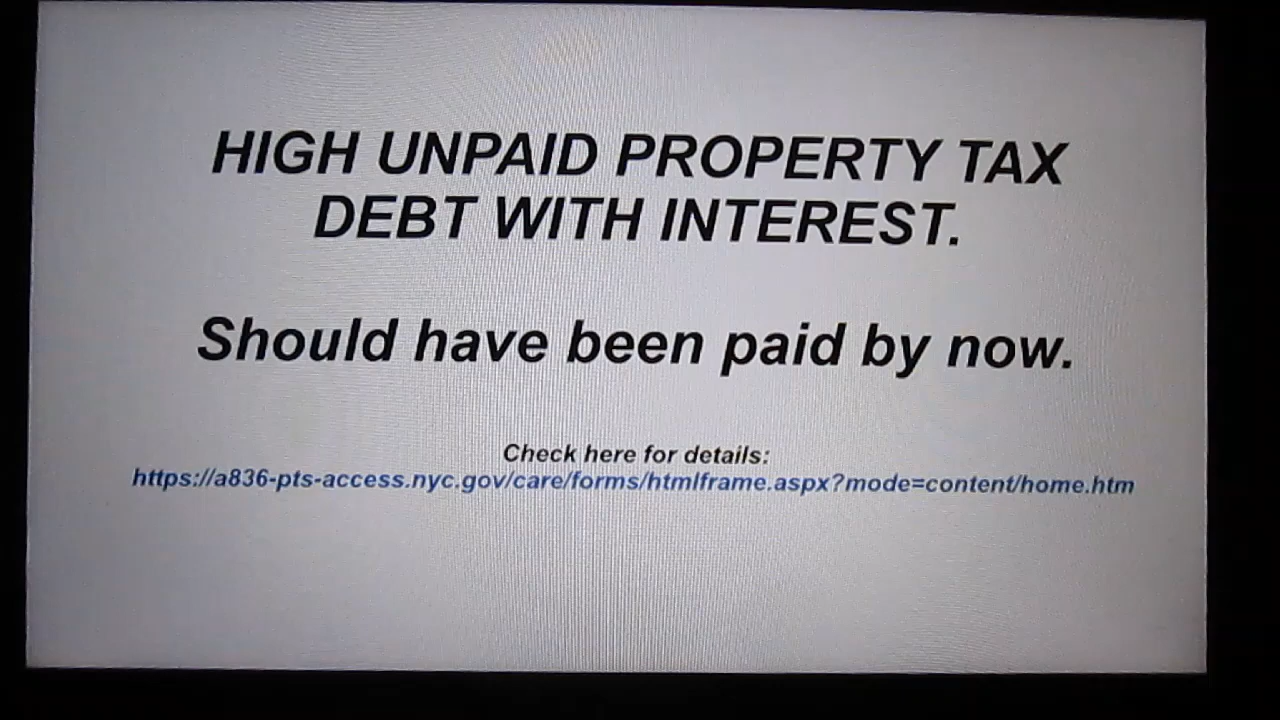 HIGH UNPAID PROPERTY TAX
DEBT WITH INTEREST.
Should have been paid by now.
Check here for details:
https://a836-pts-access.nyc.gov/care/forms/htmlframe.aspx?mode=content/home.htm